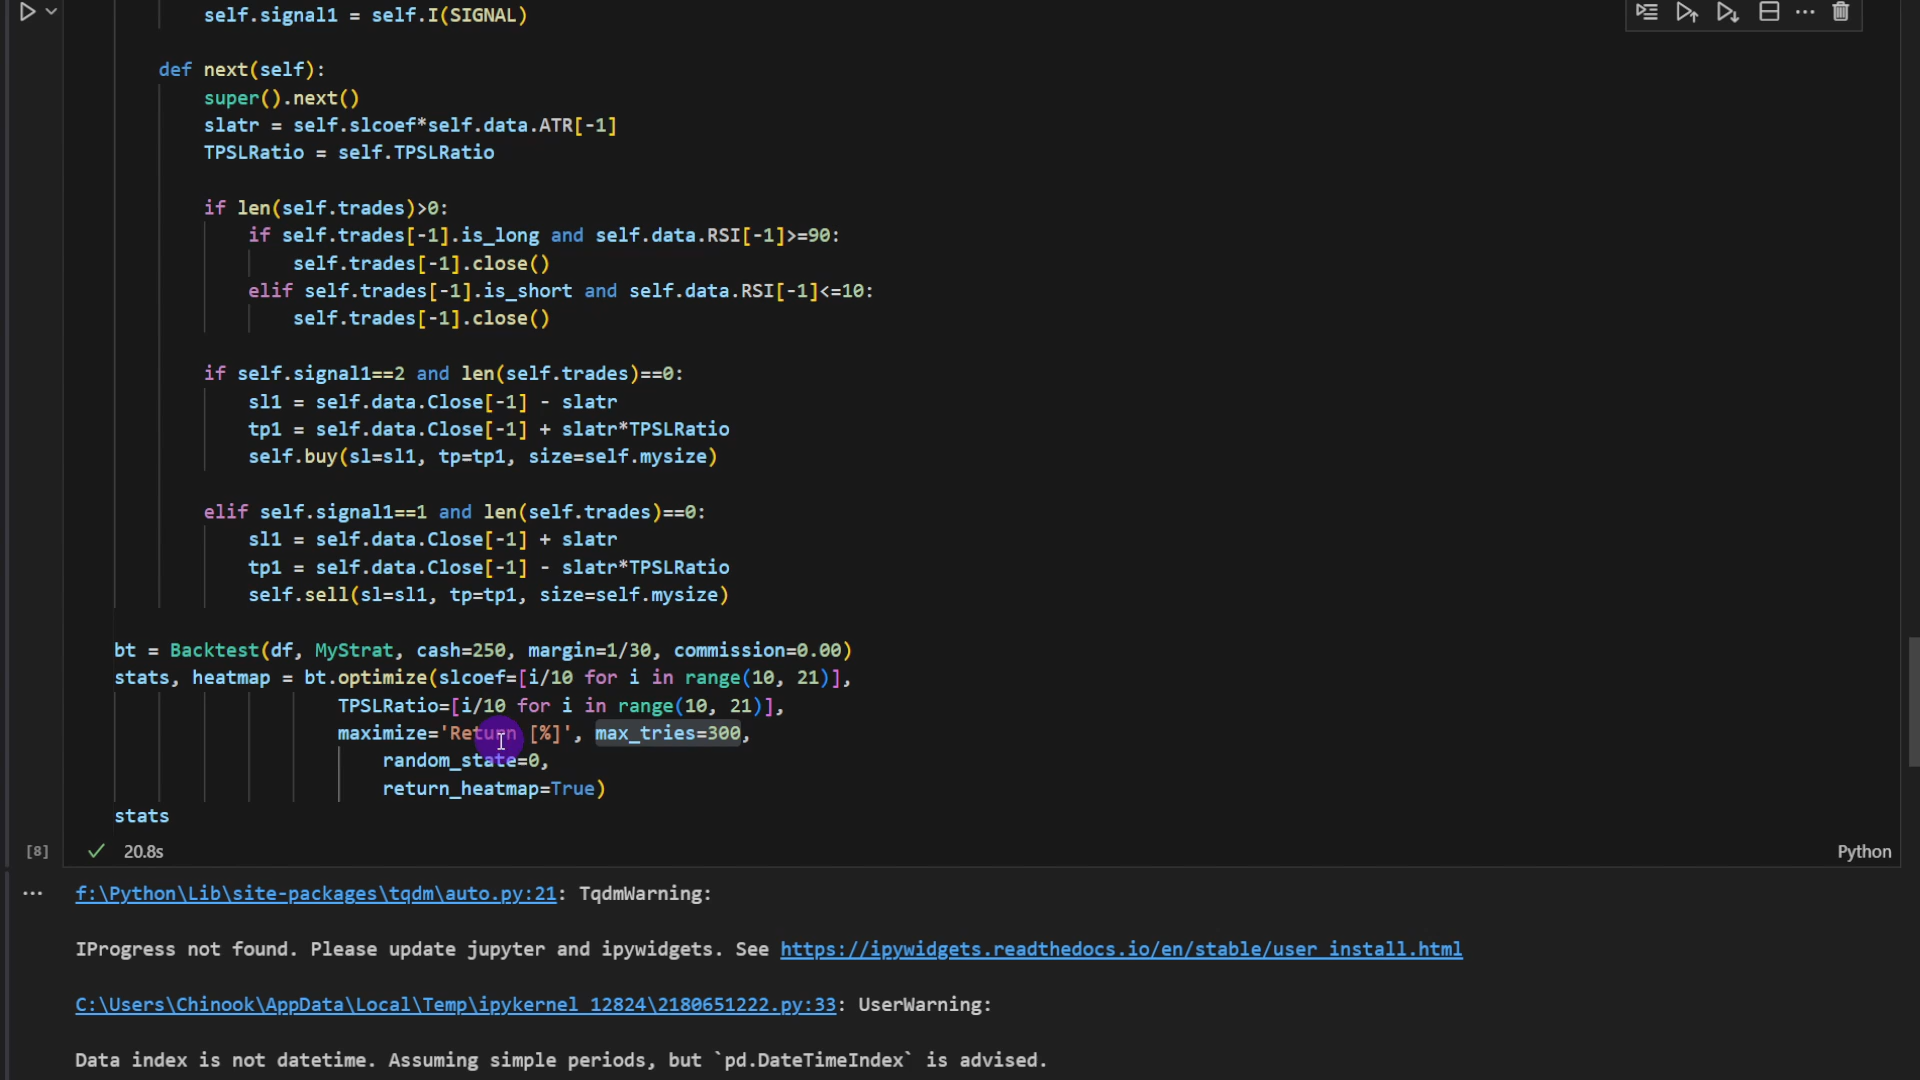 self.signal1 = self.I(SIGNAL)
def next(self):
super().next()
slatr = self.slcoef*self.data.ATR[-1]
TPSLRatio = self.TPSLRatio
if len(self.trades)>0:
if self.trades[-1].is_long and self.data.RSI[-1]>=90:
self.trades[-1].close()
elif self.trades[-1].is_short and self.data.RSI[-1]<=10:
self.trades[-1].close()
if self.signal1==2 and len(self.trades)==0:
sl1 = self.data.Close[-1] - slatr
tp1 = self.data.Close[-1] + slatr*TPSLRatio
self.buy(sl=sl1, tp=tp1, size=self.mysize)
elif self.signal1==1 and len(self.trades)==0:
sl1 = self.data.Close[-1] + slatr
tp1 = self.data.Close[-1] - slatr*TPSLRatio
self.sell(sl=sl1, tp=tp1, size=self.mysize)
bt = Backtest(df, MyStrat, cash=250, margin=1/30, commission=0.00)
stats, heatmap = bt.optimize(slcoef=[i/10 for i in range(10, 21)],
TPSLRatio=[i/10 for i in range(10, 21)],
maximize='Return [%]', max_tries=300,
random_state=0,
return_heatmap=True)
stats
[8] 20.8s Python
f:\Python\Lib\site-packages\tqdm\auto.py:21: TqdmWarning:
IProgress not found. Please update jupyter and ipywidgets. See https://ipywidgets.readthedocs.io/en/stable/user_install.html
C:\Users\Chinook\AppData\Local\Temp\ipykernel_12824\2180651222.py:33: UserWarning:
Data index is not datetime. Assuming simple periods, but `pd.DateTimeIndex` is advised.